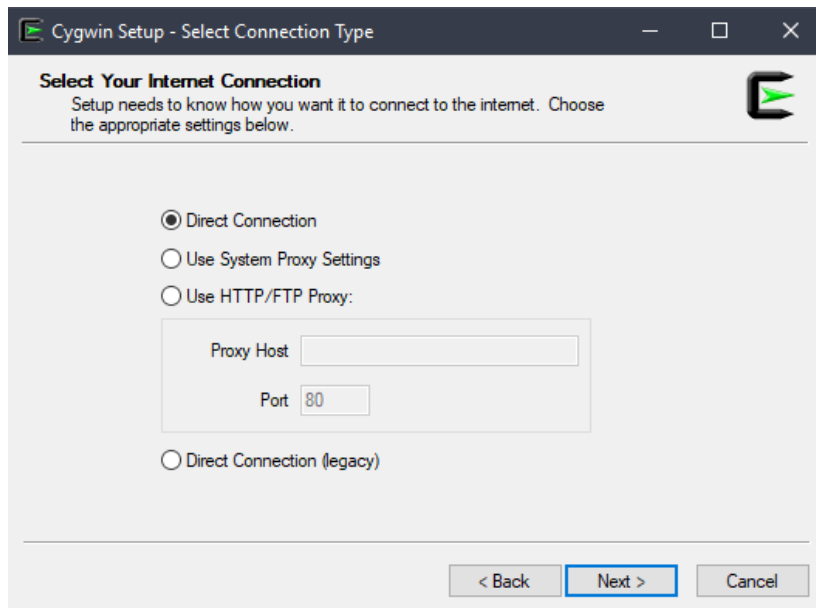 Cygwin Setup - Select Connection Type
Select Your Internet Connection
Setup needs to know how you want it to connect to the internet.  Choose
the appropriate settings below.
Direct Connection
Use System Proxy Settings
Use HTTP/FTP Proxy:
Proxy Host
Port 80
Direct Connection (legacy)
< Back Next > Cancel